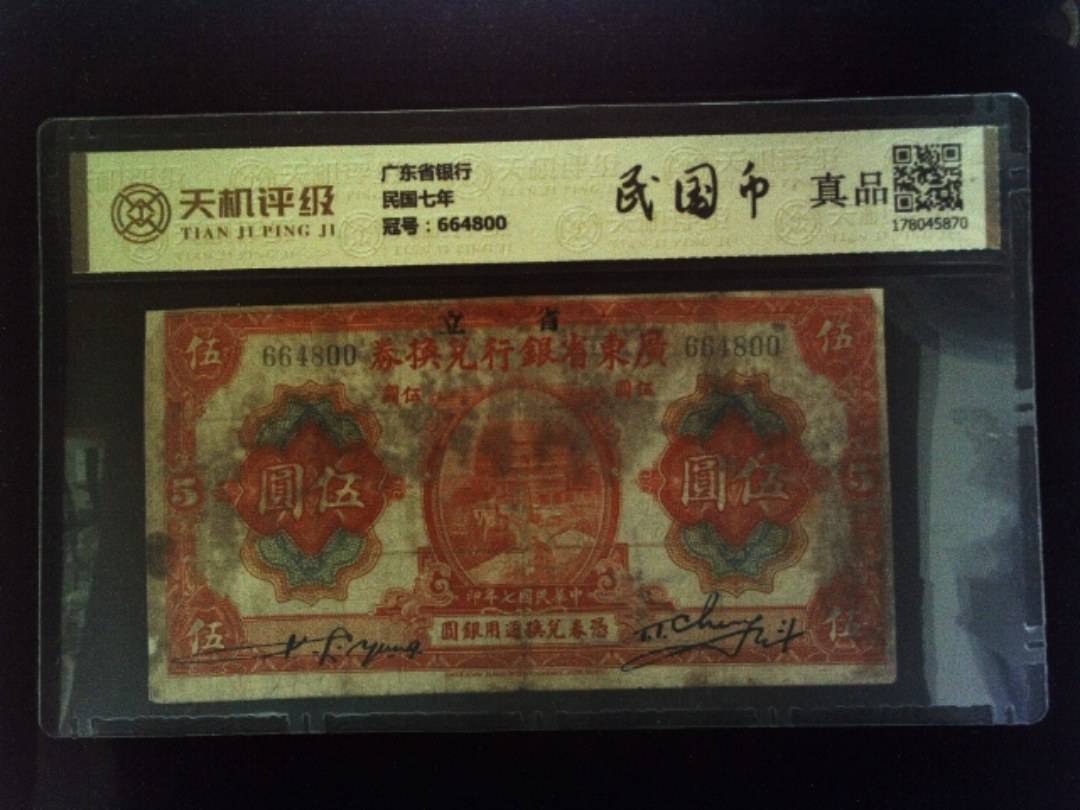 天机评级
TIAN JI PING JI
广东省银行
民国七年
冠号：664800
民国币
真品
178045870
省立
伍
伍
664800
廣東省銀行兌換券
664800
伍圓
伍圓
伍圓
伍圓
5
5
中華民國七年印
憑券兌換通用銀圓
伍
伍